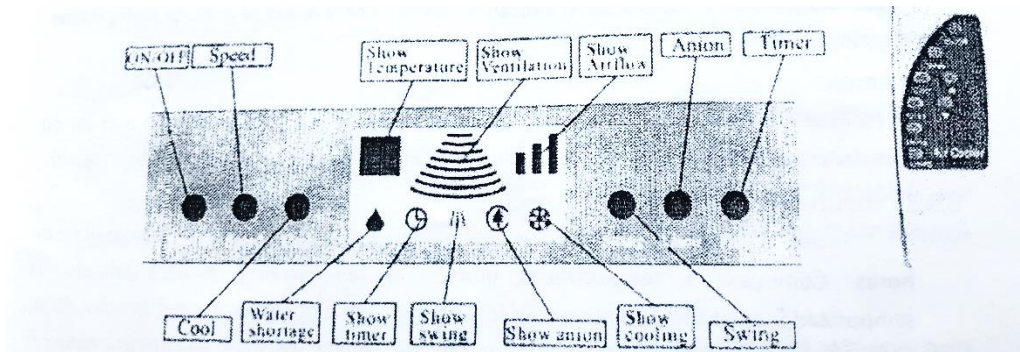 ON/OFF
Speed
Show
Temperature
Show
Ventilation
Show
Airflow
Anion
Timer
Cool
Water
shortage
Show
timer
Show
swing
Show anion
Show
cooling
Swing
horas